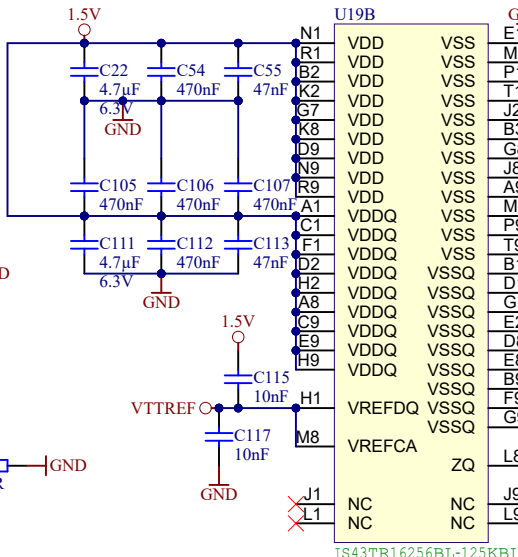 1.5V
U19B
N1 VDD VSS
R1 VDD VSS
B2 VDD VSS
K2 VDD VSS
G7 VDD VSS
K8 VDD VSS
D9 VDD VSS
N9 VDD VSS
R9 VDD VSS
A1 VDDQ VSS
C1 VDDQ VSS
F1 VDDQ VSS
D2 VDDQ VSSQ
H2 VDDQ VSSQ
A8 VDDQ VSSQ
C9 VDDQ VSSQ
E9 VDDQ VSSQ
H9 VDDQ VSSQ
VSSQ
H1 VREFDQ VSSQ
VSSQ
M8 VREFCA
ZQ
J1 NC NC
L1 NC NC
C22
4.7µF
6.3V
C54
470nF
C55
47nF
GND
C105
470nF
C106
470nF
C107
470nF
C111
4.7µF
6.3V
C112
470nF
C113
47nF
GND
1.5V
C115
10nF
VTTREF
C117
10nF
GND
GND
IS43TR16256BL-125KBL